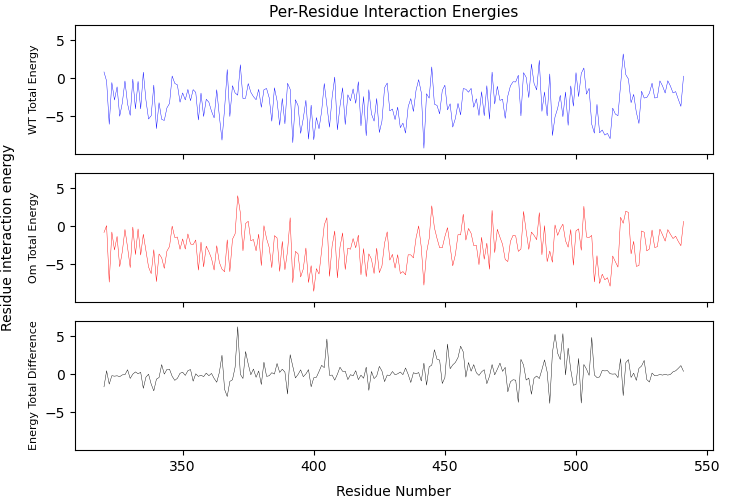 Per-Residue Interaction Energies
Residue interaction energy
WT Total Energy
5
0
−5
Om Total Energy
5
0
−5
Energy Total Difference
5
0
−5
350 400 450 500 550
Residue Number